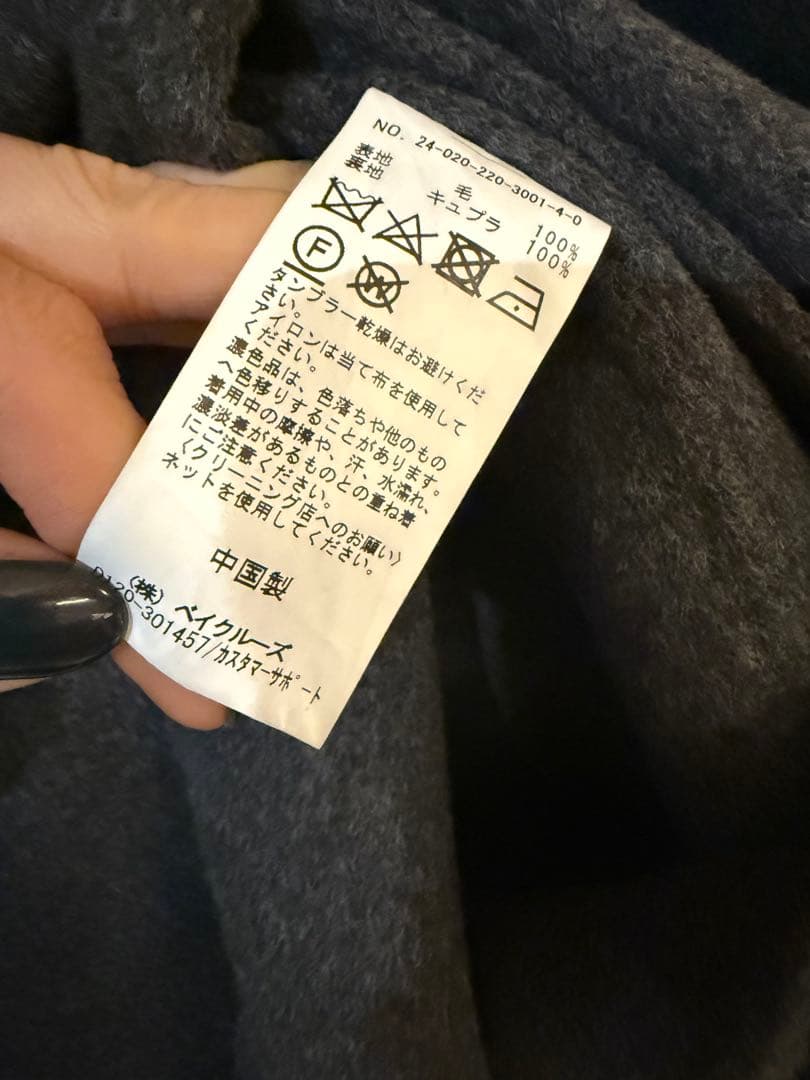 NO. 24-020-220-3001-4-0
表地 毛 100%
裏地 キュプラ 100%
F
W
タンブラー乾燥はお避けくだ
さい。
アイロンは当て布を使用して
ください。
濃色品は、色落ちや他のもの
へ色移りすることがあります。
着用中の摩擦や、汗、水濡れ、
濃淡差があるものとの重ね着
にご注意ください。
〈クリーニング店へのお願い〉
ネットを使用してください。
中国製
(株) ベイクルーズ
0120-301457/カスタマーサポート